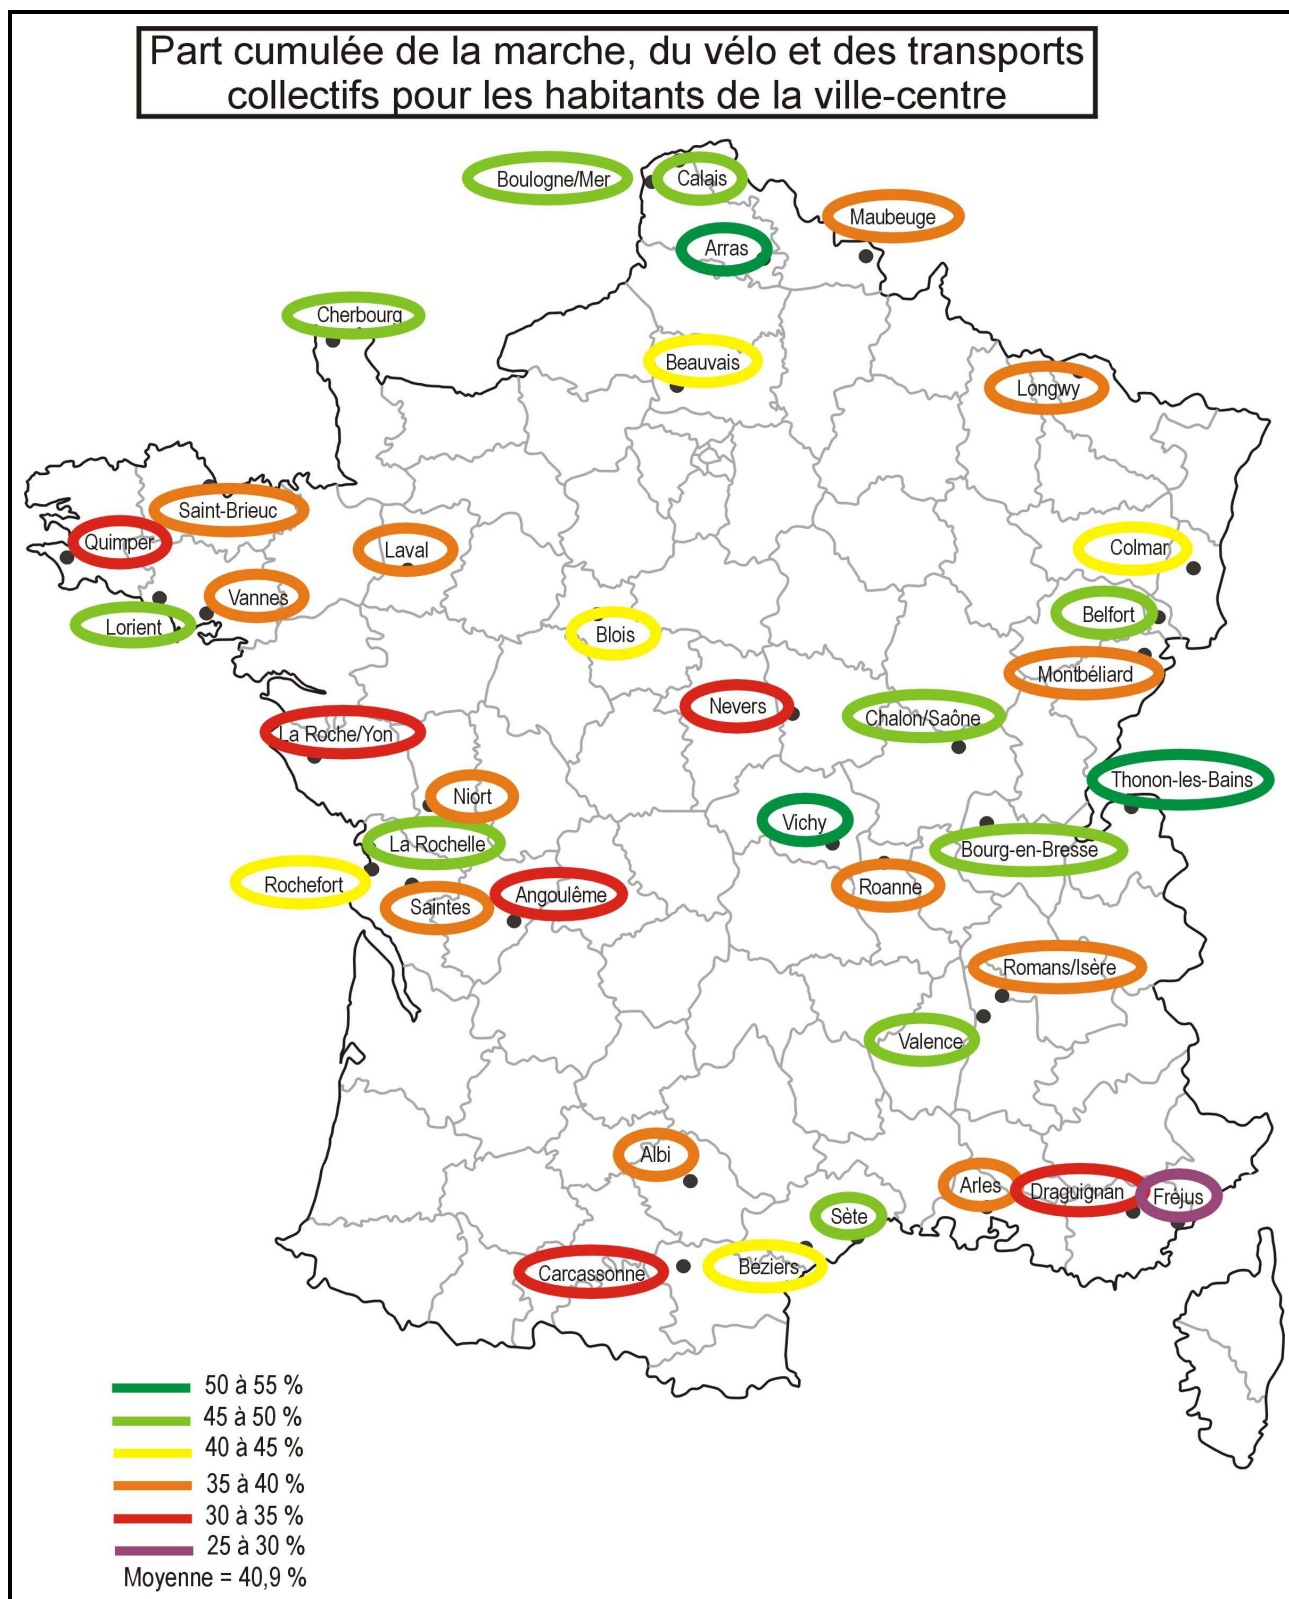 Part cumulée de la marche, du vélo et des transports
collectifs pour les habitants de la ville-centre
Boulogne/Mer
Calais
Maubeuge
Arras
Cherbourg
Beauvais
Longwy
Saint-Brieuc
Quimper
Laval
Colmar
Vannes
Lorient
Blois
Belfort
Montbéliard
Nevers
Chalon/Saône
La Roche/Yon
Thonon-les-Bains
Niort
Vichy
La Rochelle
Bourg-en-Bresse
Rochefort
Saintes
Angoulême
Roanne
Romans/Isère
Valence
Albi
Arles
Draguignan
Fréjus
Sète
Carcassonne
Béziers
50 à 55 %
45 à 50 %
40 à 45 %
35 à 40 %
30 à 35 %
25 à 30 %
Moyenne = 40,9 %